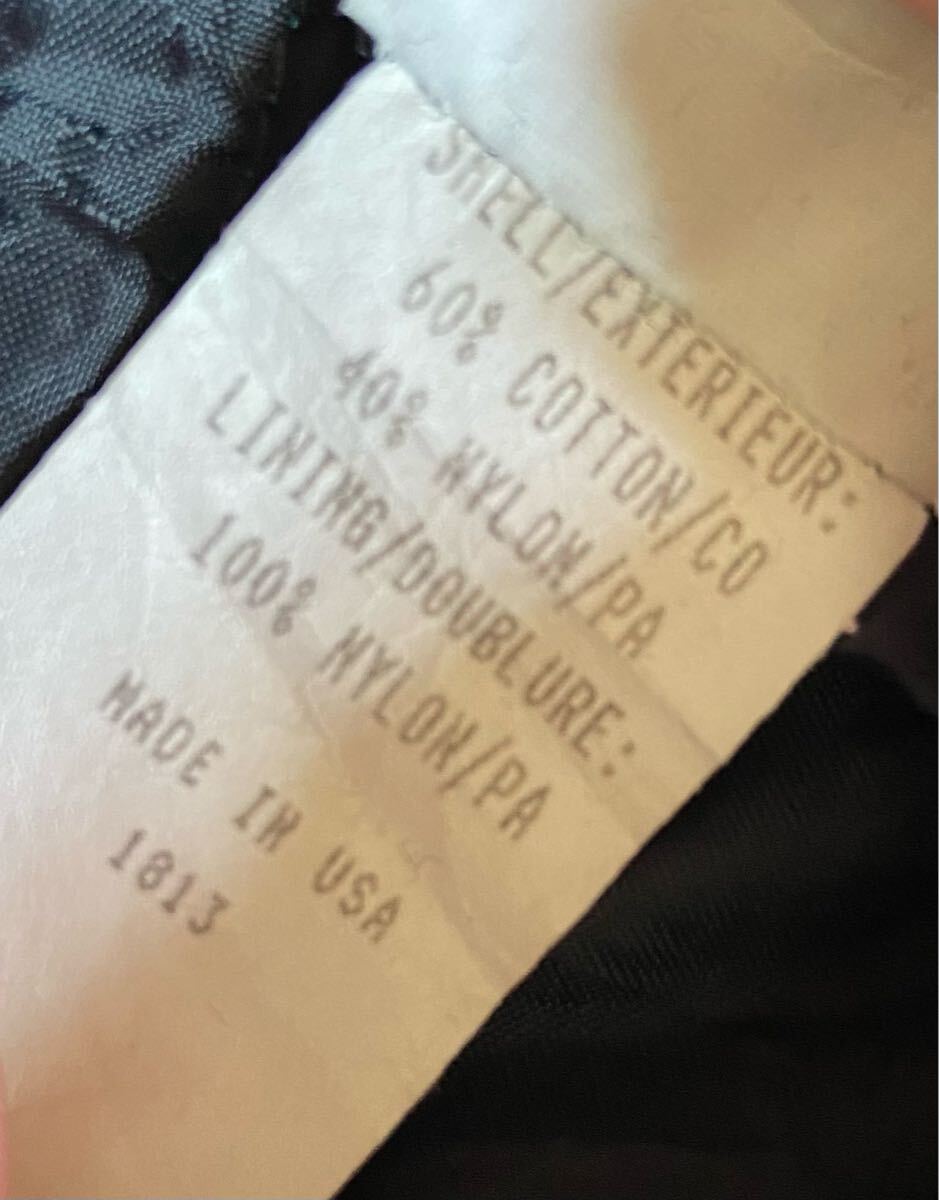 SHELL/EXTERIEUR:
60% COTTON/CO
40% NYLON/PA
LINING/DOUBLURE:
100% NYLON/PA
MADE IN USA
1813